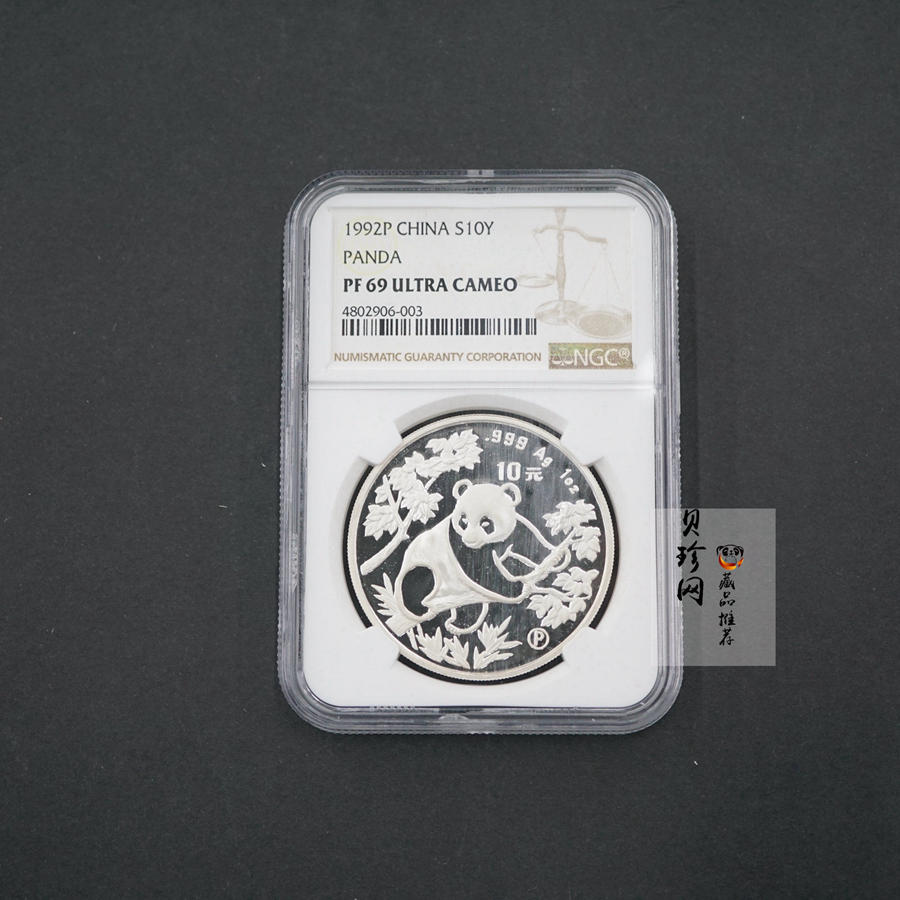 1992P CHINA S10Y
PANDA
PF 69 ULTRA CAMEO
4802906-003
NUMISMATIC GUARANTY CORPORATION
NGC®
.999 Ag 1oz
10元
P
贝珍网
藏品推荐